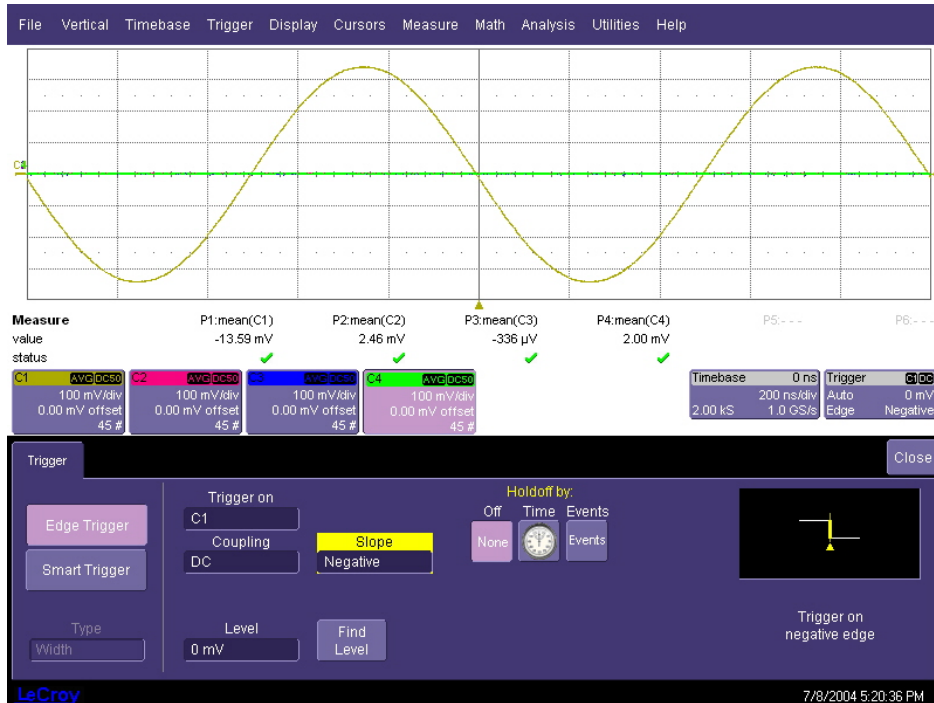 File Vertical Timebase Trigger Display Cursors Measure Math Analysis Utilities Help
Measure P1:mean(C1) P2:mean(C2) P3:mean(C3) P4:mean(C4) P5:--- P6:---
value -13.59 mV 2.46 mV -336 µV 2.00 mV
status
C1 AVG DC50 C2 AVG DC50 C3 AVG DC50 C4 AVG DC50 Timebase 0 ns Trigger C1 DC
100 mV/div 100 mV/div 100 mV/div 100 mV/div 200 ns/div Auto 0 mV
0.00 mV offset 0.00 mV offset 0.00 mV offset 0.00 mV offset 2.00 kS 1.0 GS/s Edge Negative
45 # 45 # 45 # 45 #
Trigger
Close
Edge Trigger
Smart Trigger
Type
Width
Trigger on
C1
Coupling
DC
Slope
Negative
Level
0 mV
Find
Level
Holdoff by:
Off Time Events
None Events
Trigger on
negative edge
LeCroy
7/8/2004 5:20:36 PM